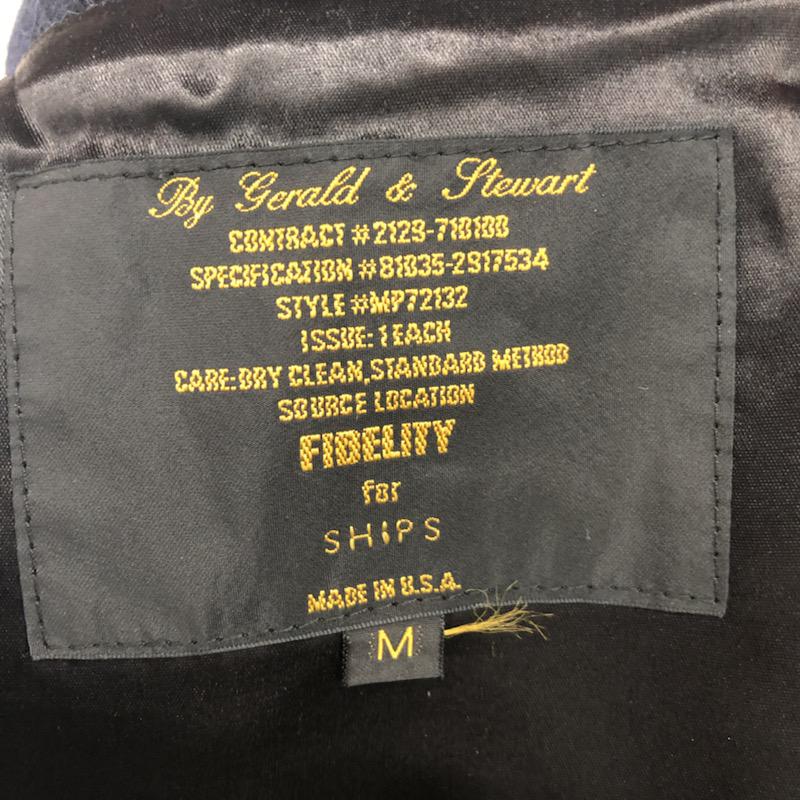 By Gerald & Stewart
CONTRACT #2123-710100
SPECIFICATION #81035-2917534
STYLE #MP72132
ISSUE: 1 EACH
CARE: DRY CLEAN, STANDARD METHOD
SOURCE LOCATION
FIDELITY
for
SHIPS
MADE IN U.S.A.
M